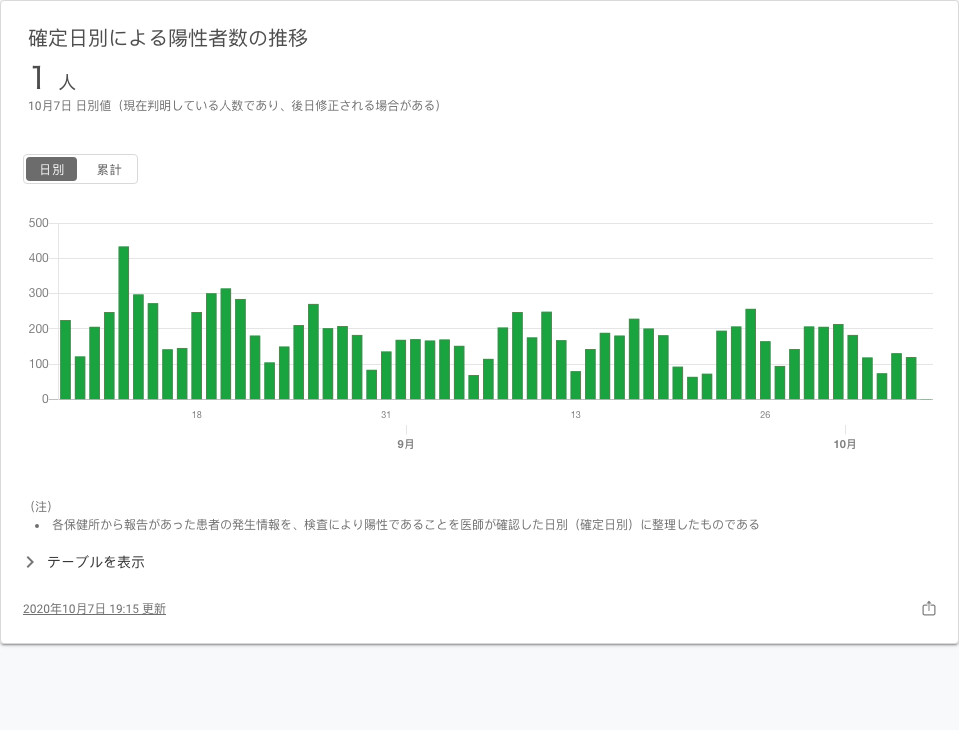 確定日別による陽性者数の推移
1 人
10月7日 日別値（現在判明している人数であり、後日修正される場合がある）
日別 累計
500
400
300
200
100
0
18 31 13 26
9月 10月
（注）
• 各保健所から報告があった患者の発生情報を、検査により陽性であることを医師が確認した日別（確定日別）に整理したものである
テーブルを表示
2020年10月7日 19:15 更新